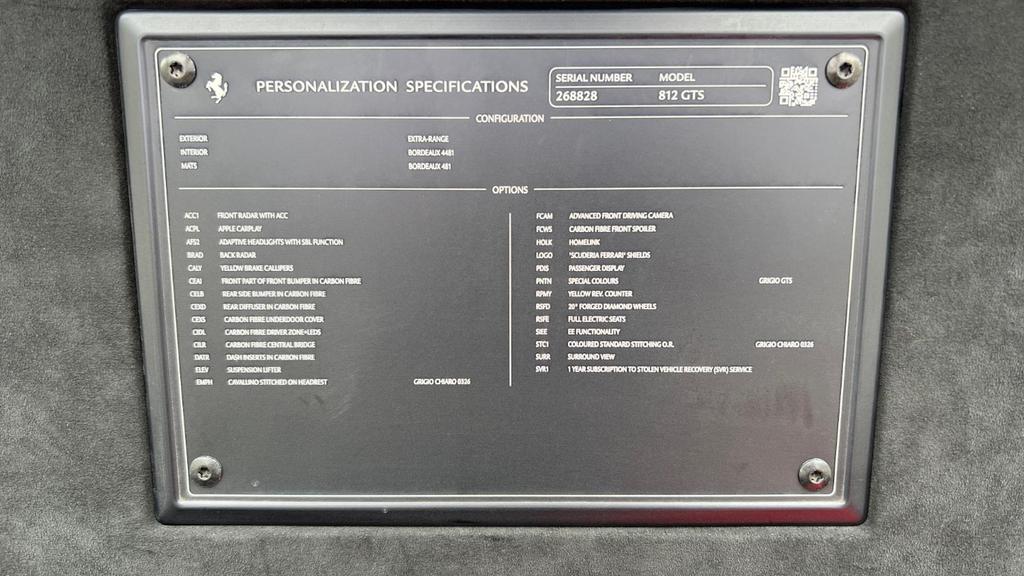 PERSONALIZATION SPECIFICATIONS
SERIAL NUMBER MODEL
268828 812 GTS
CONFIGURATION
EXTERIOR EXTRA-RANGE
INTERIOR BORDEAUX 4481
MATS BORDEAUX 481
OPTIONS
ACC1 FRONT RADAR WITH ACC
ACPL APPLE CARPLAY
AFS2 ADAPTIVE HEADLIGHTS WITH SBL FUNCTION
BRAD BACK RADAR
CALY YELLOW BRAKE CALLIPERS
CEA1 FRONT PART OF FRONT BUMPER IN CARBON FIBRE
CELB REAR SIDE BUMPER IN CARBON FIBRE
CEXD REAR DIFFUSER IN CARBON FIBRE
CEXS CARBON FIBRE UNDERDOOR COVER
CIDL CARBON FIBRE DRIVER ZONE+LEDS
CILR CARBON FIBRE CENTRAL BRIDGE
DATR DASH INSERTS IN CARBON FIBRE
ELEV SUSPENSION LIFTER
EMPH CAVALLINO STITCHED ON HEADREST GRIGIO CHIARO 0326
FCAM ADVANCED FRONT DRIVING CAMERA
FCWS CARBON FIBRE FRONT SPOILER
HOLK HOMELINK
LOGO "SCUDERIA FERRARI" SHIELDS
PDIS PASSENGER DISPLAY
PNTN SPECIAL COLOURS GRIGIO GTS
RPMY YELLOW REV. COUNTER
RSFD 20" FORGED DIAMOND WHEELS
RSFE FULL ELECTRIC SEATS
SIEE EE FUNCTIONALITY
STC1 COLOURED STANDARD STITCHING O.R. GRIGIO CHIARO 0326
SURR SURROUND VIEW
SVR1 1 YEAR SUBSCRIPTION TO STOLEN VEHICLE RECOVERY (SVR) SERVICE